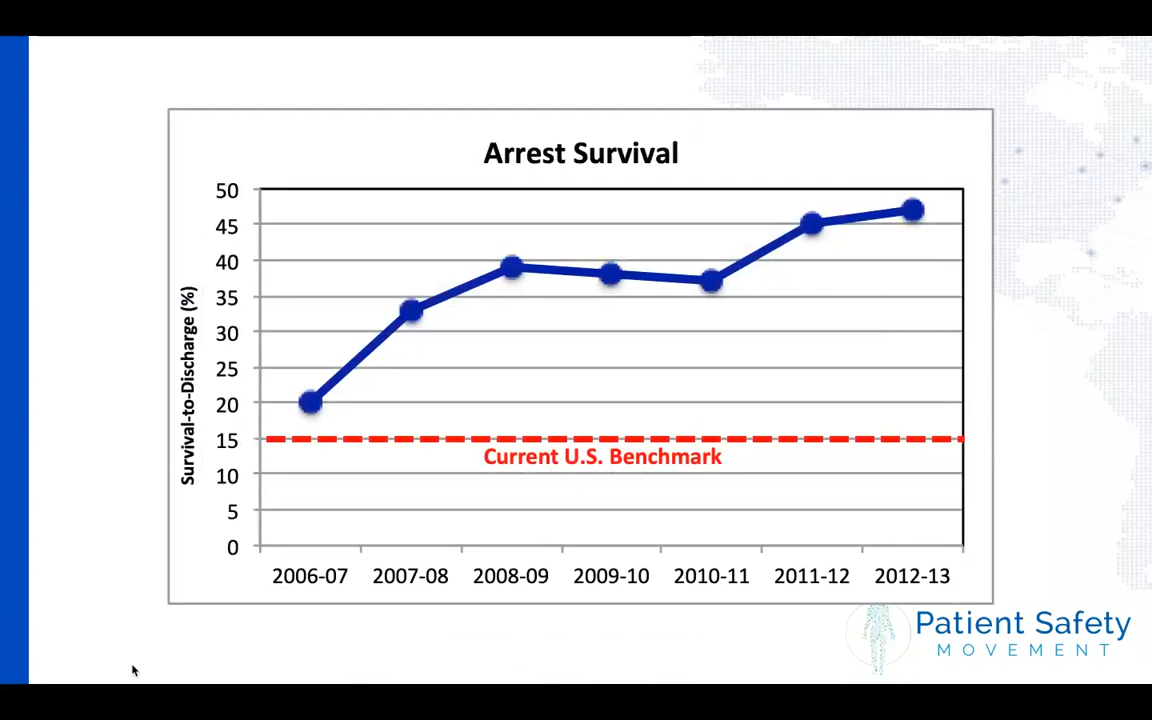 Arrest Survival
50
45
40
35
30
25
20
15
10
5
0
Survival-to-Discharge (%)
Current U.S. Benchmark
2006-07 2007-08 2008-09 2009-10 2010-11 2011-12 2012-13
Patient Safety
MOVEMENT